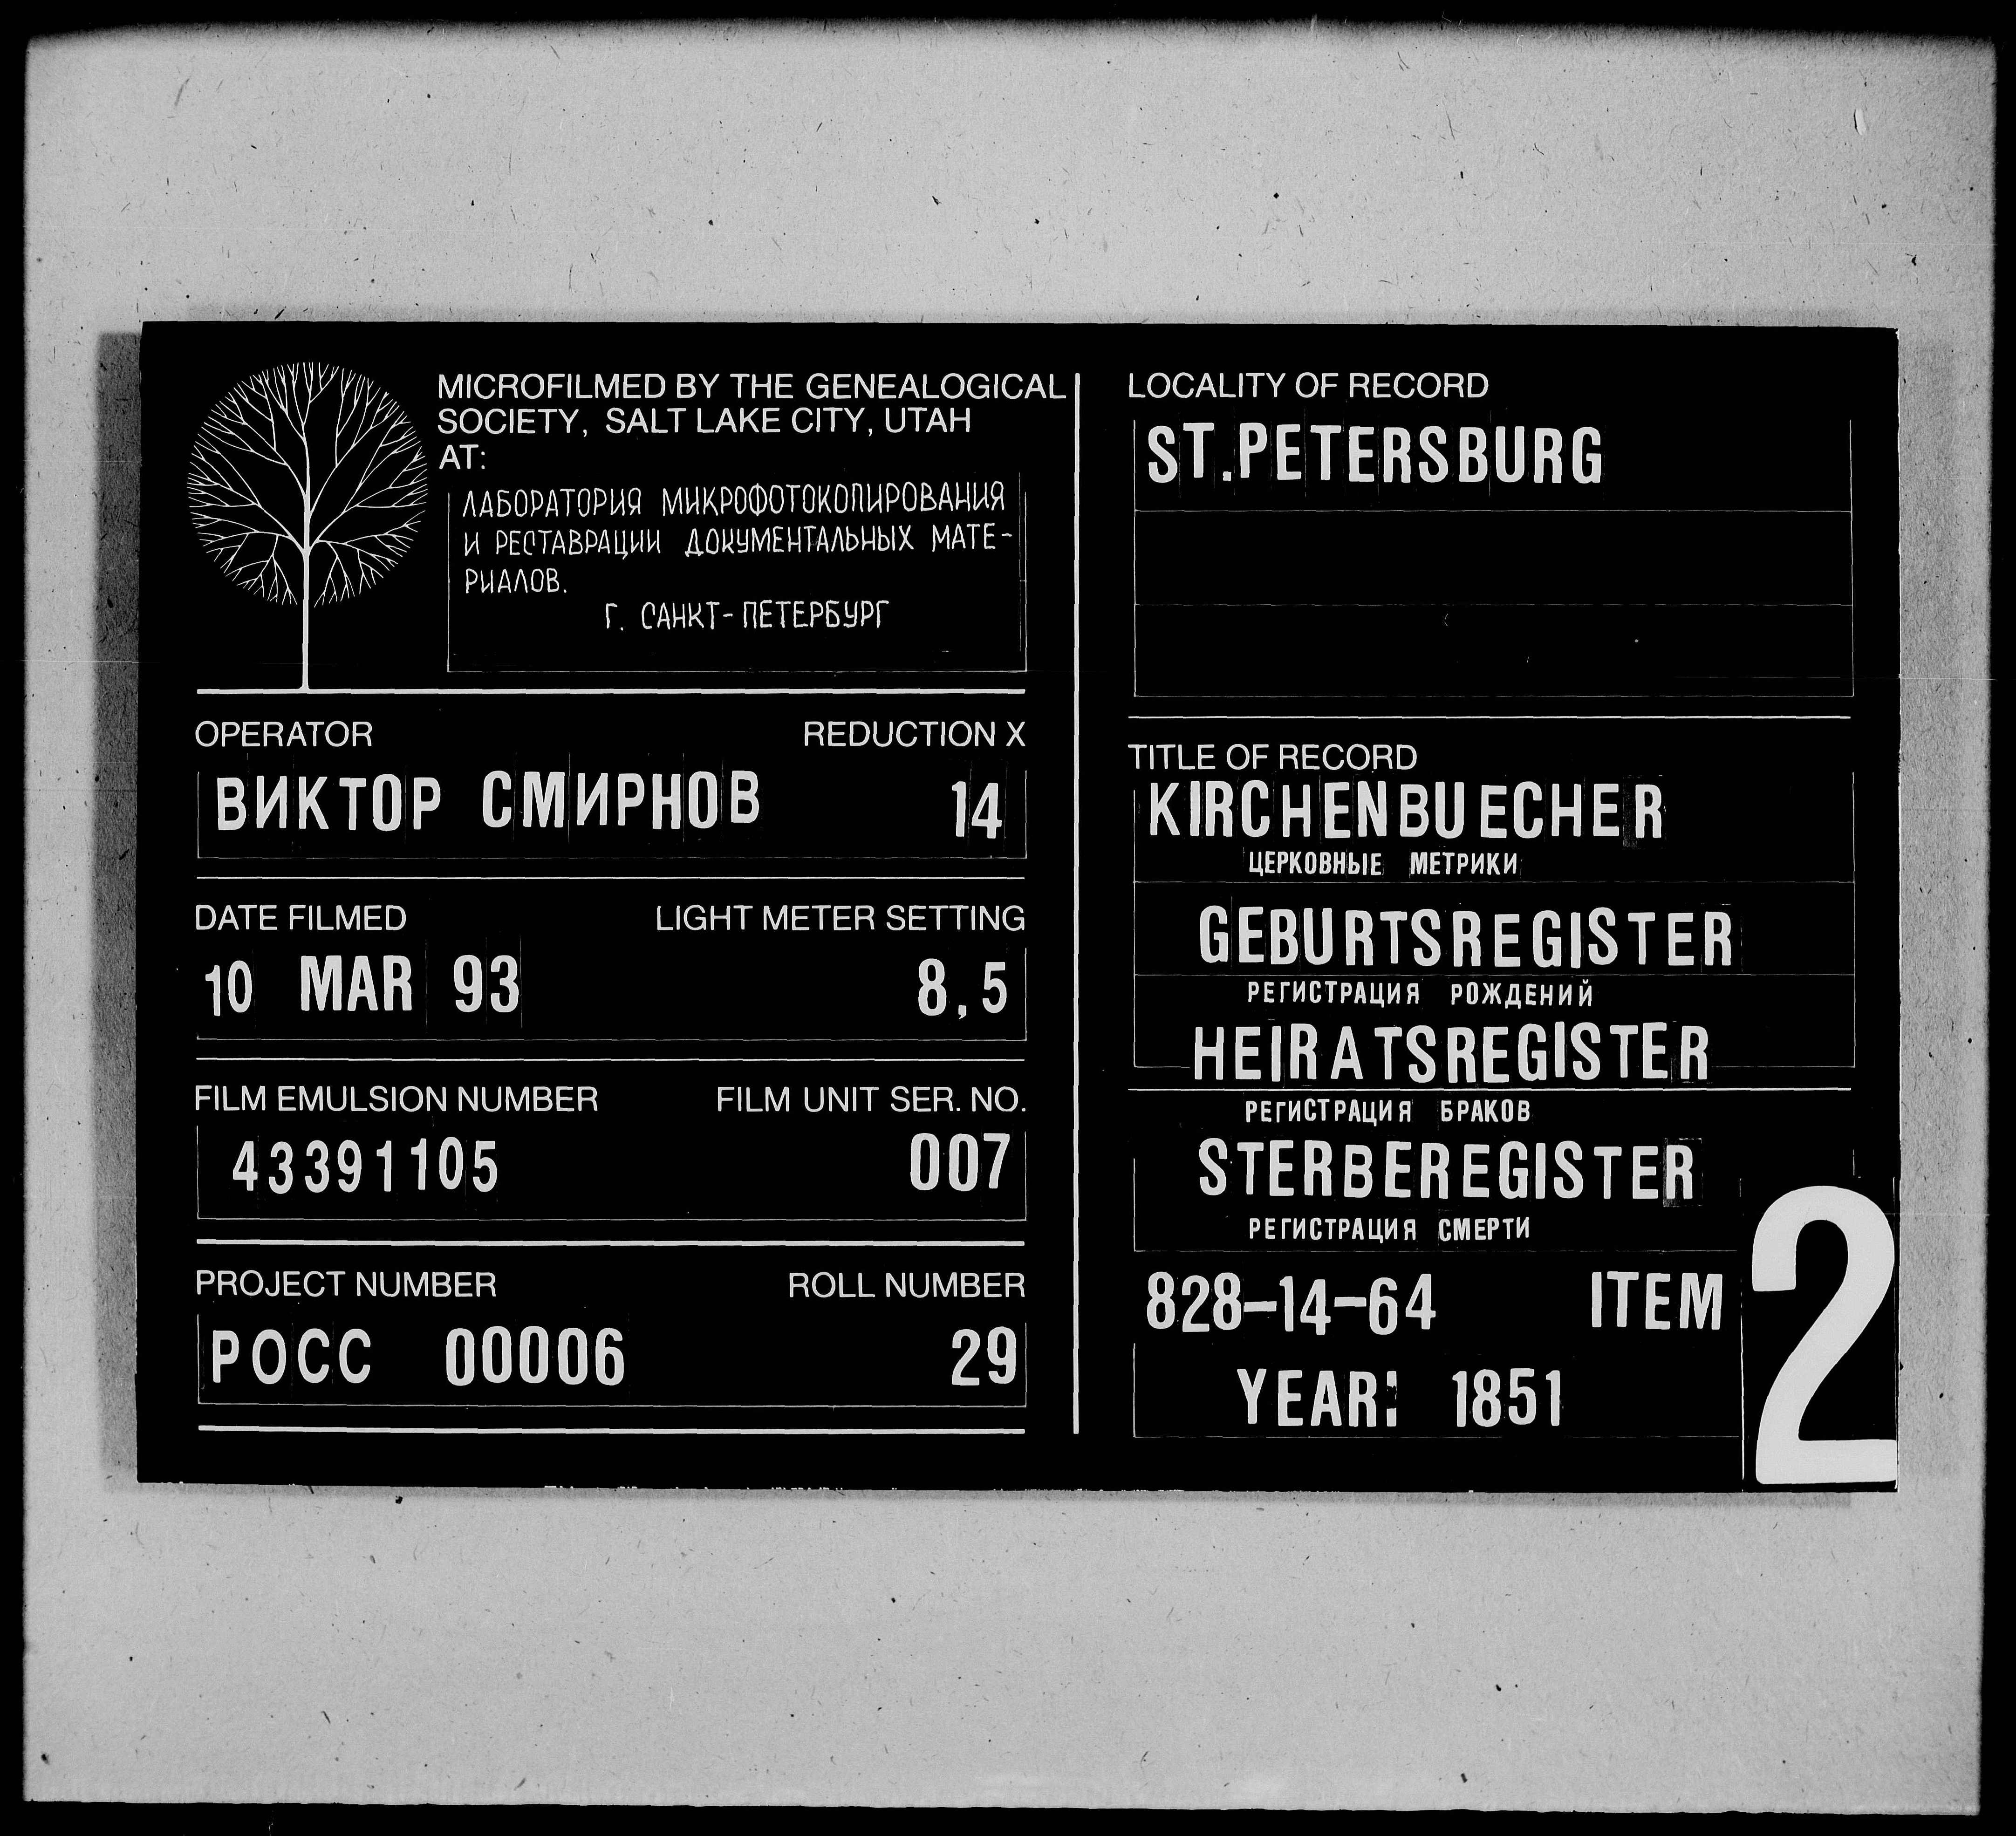 MICROFILMED BY THE GENEALOGICAL
SOCIETY, SALT LAKE CITY, UTAH
AT:
ЛАБОРАТОРИЯ МИКРОФОТОКОПИРОВАНИЯ
И РЕСТАВРАЦИИ ДОКУМЕНТАЛЬНЫХ МАТЕ-
РИАЛОВ.
Г. САНКТ-ПЕТЕРБУРГ
OPERATOR REDUCTION X
ВИКТОР СМИРНОВ 14
DATE FILMED LIGHT METER SETTING
10 MAR 93 8,5
FILM EMULSION NUMBER FILM UNIT SER. NO.
43391105 007
PROJECT NUMBER ROLL NUMBER
РОСС 00006 29
LOCALITY OF RECORD
ST.PETERSBURG
TITLE OF RECORD
KIRCHENBUECHER
ЦЕРКОВНЫЕ МЕТРИКИ
GEBURTSREGISTER
РЕГИСТРАЦИЯ РОЖДЕНИЙ
HEIRATSREGISTER
РЕГИСТРАЦИЯ БРАКОВ
STERBEREGISTER
РЕГИСТРАЦИЯ СМЕРТИ
828-14-64 ITEM 2
YEAR: 1851